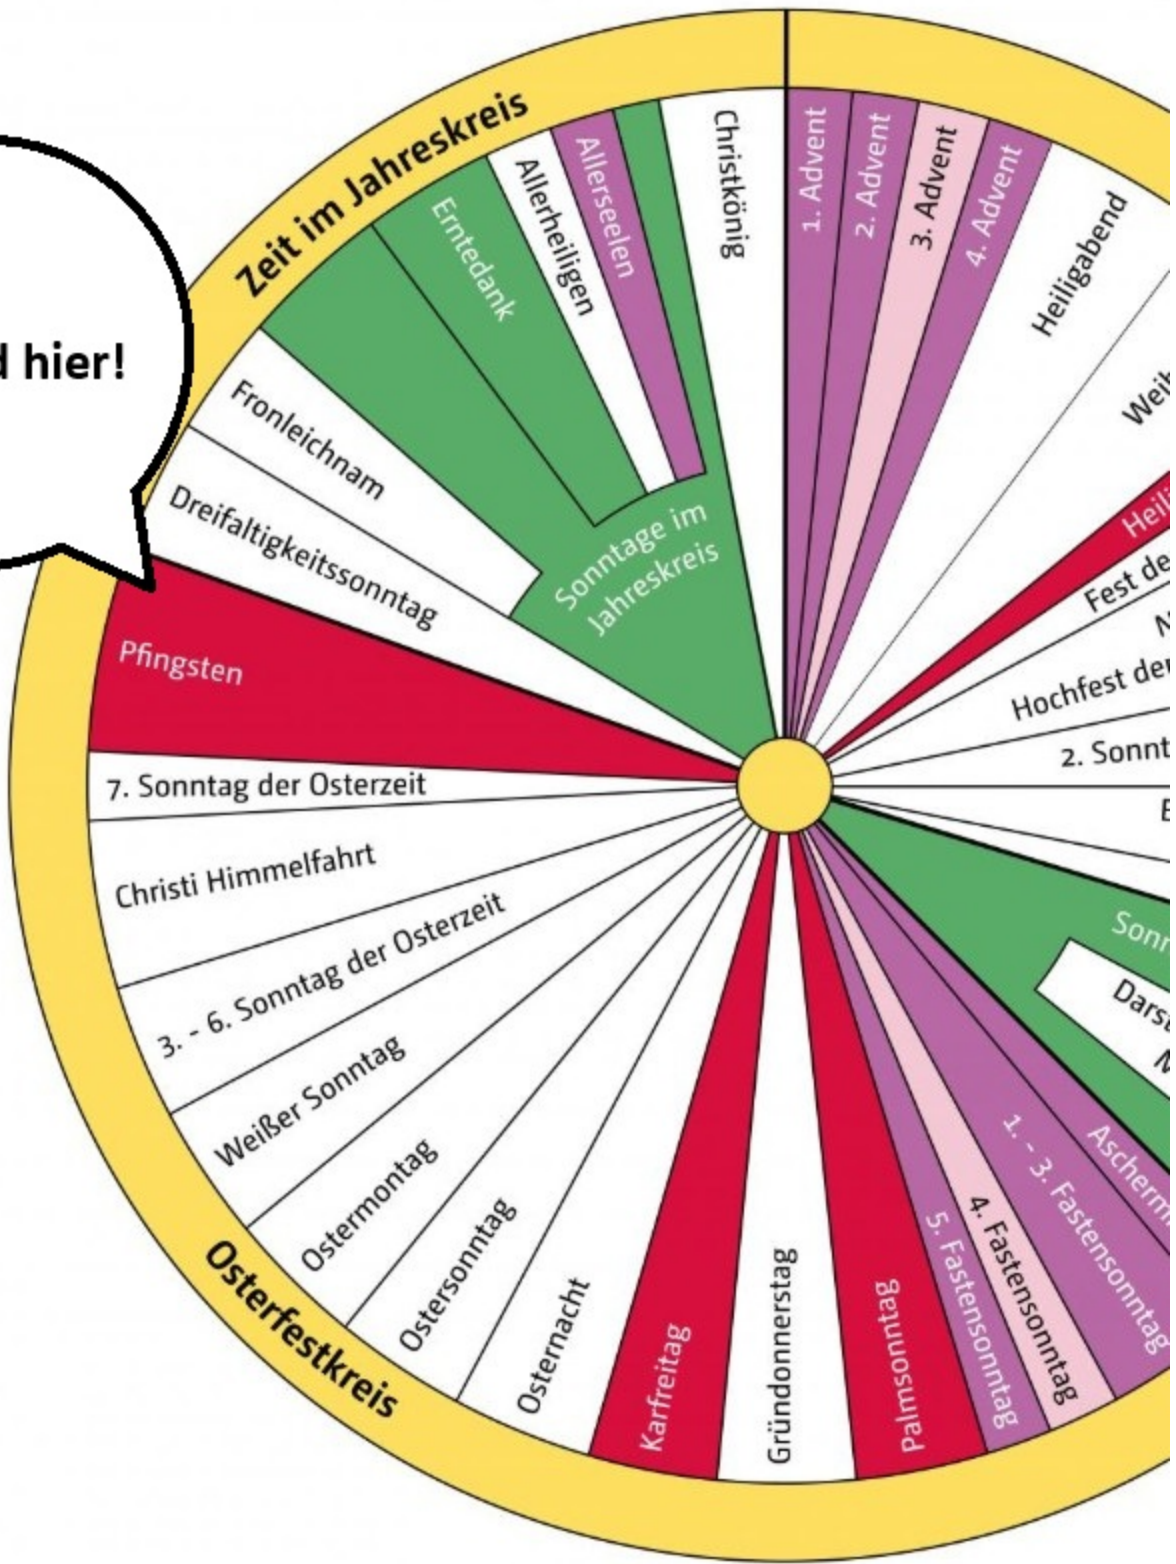 hier!
Zeit im Jahreskreis
Christkönig
Allerseelen
Allerheiligen
Erntedank
Sonntage im
Jahreskreis
Fronleichnam
Dreifaltigkeitssonntag
Pfingsten
7. Sonntag der Osterzeit
Christi Himmelfahrt
3. - 6. Sonntag der Osterzeit
Weißer Sonntag
Ostermontag
Ostersonntag
Osternacht
Osterfestkreis
Karfreitag
Gründonnerstag
Palmsonntag
5. Fastensonntag
4. Fastensonntag
1. - 3. Fastensonntag
1. Advent
2. Advent
3. Advent
4. Advent
Heiligabend
Fest de
Hochfest der
2. Sonnt